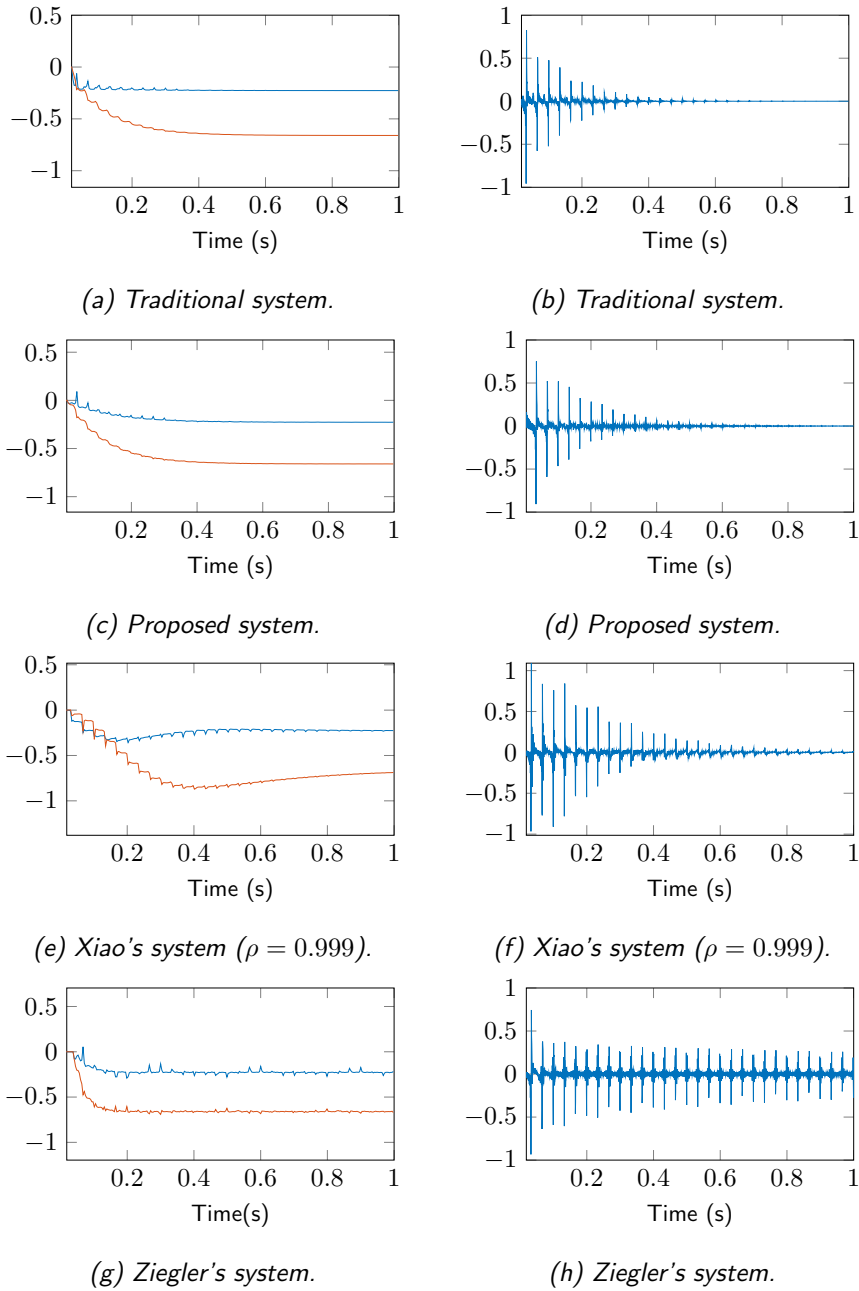 0.5
0
−0.5
−1
0.2 0.4 0.6 0.8 1
Time (s)
(a) Traditional system.
1
0.5
0
−0.5
−1
0.2 0.4 0.6 0.8 1
Time (s)
(b) Traditional system.
0.5
0
−0.5
−1
0.2 0.4 0.6 0.8 1
Time (s)
(c) Proposed system.
1
0.5
0
−0.5
−1
0.2 0.4 0.6 0.8 1
Time (s)
(d) Proposed system.
0.5
0
−0.5
−1
0.2 0.4 0.6 0.8 1
Time (s)
(e) Xiao's system (ρ = 0.999).
1
0.5
0
−0.5
−1
0.2 0.4 0.6 0.8 1
Time (s)
(f) Xiao's system (ρ = 0.999).
0.5
0
−0.5
−1
0.2 0.4 0.6 0.8 1
Time(s)
(g) Ziegler's system.
1
0.5
0
−0.5
−1
0.2 0.4 0.6 0.8 1
Time (s)
(h) Ziegler's system.